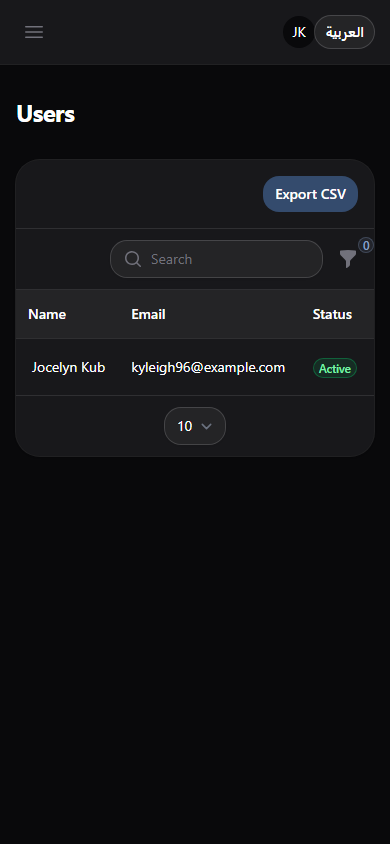 JK
العربية
Users
Export CSV
Search
0
Name Email Status
Jocelyn Kub kyleigh96@example.com Active
10